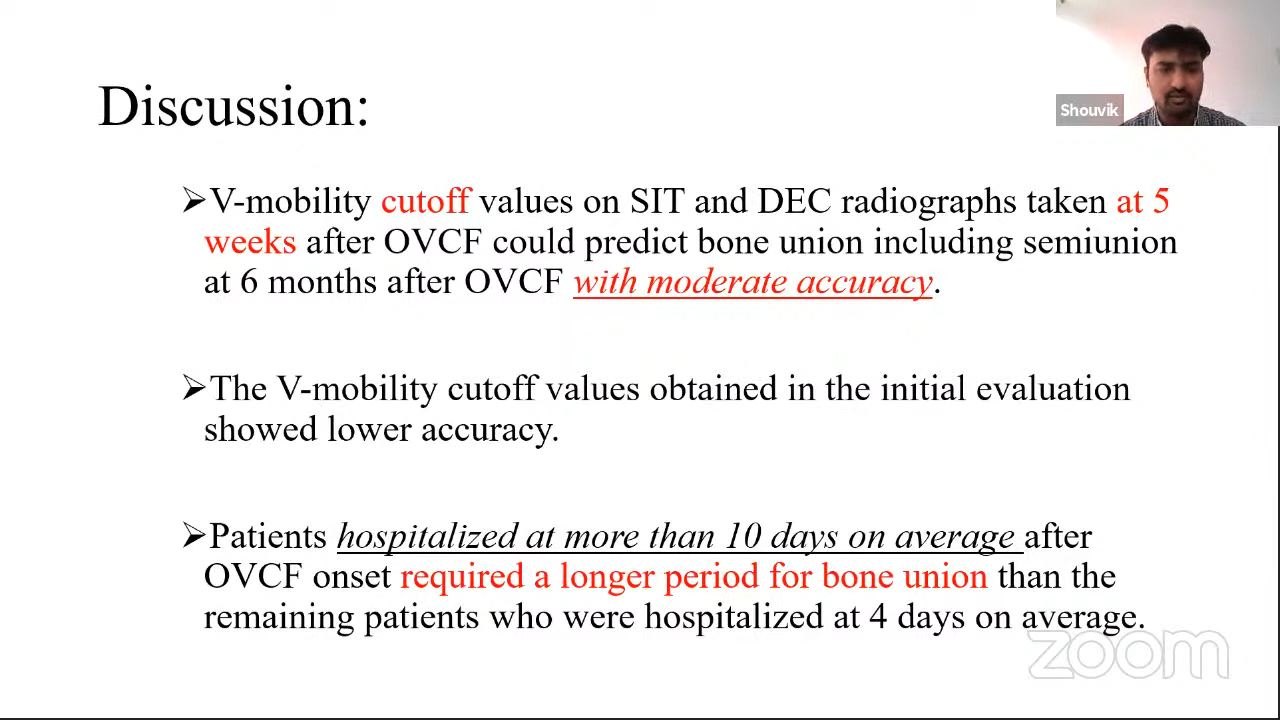 Shouvik
Discussion:
➢V-mobility cutoff values on SIT and DEC radiographs taken at 5
weeks after OVCF could predict bone union including semiunion
at 6 months after OVCF with moderate accuracy.
➢The V-mobility cutoff values obtained in the initial evaluation
showed lower accuracy.
➢Patients hospitalized at more than 10 days on average after
OVCF onset required a longer period for bone union than the
remaining patients who were hospitalized at 4 days on average.
zoom